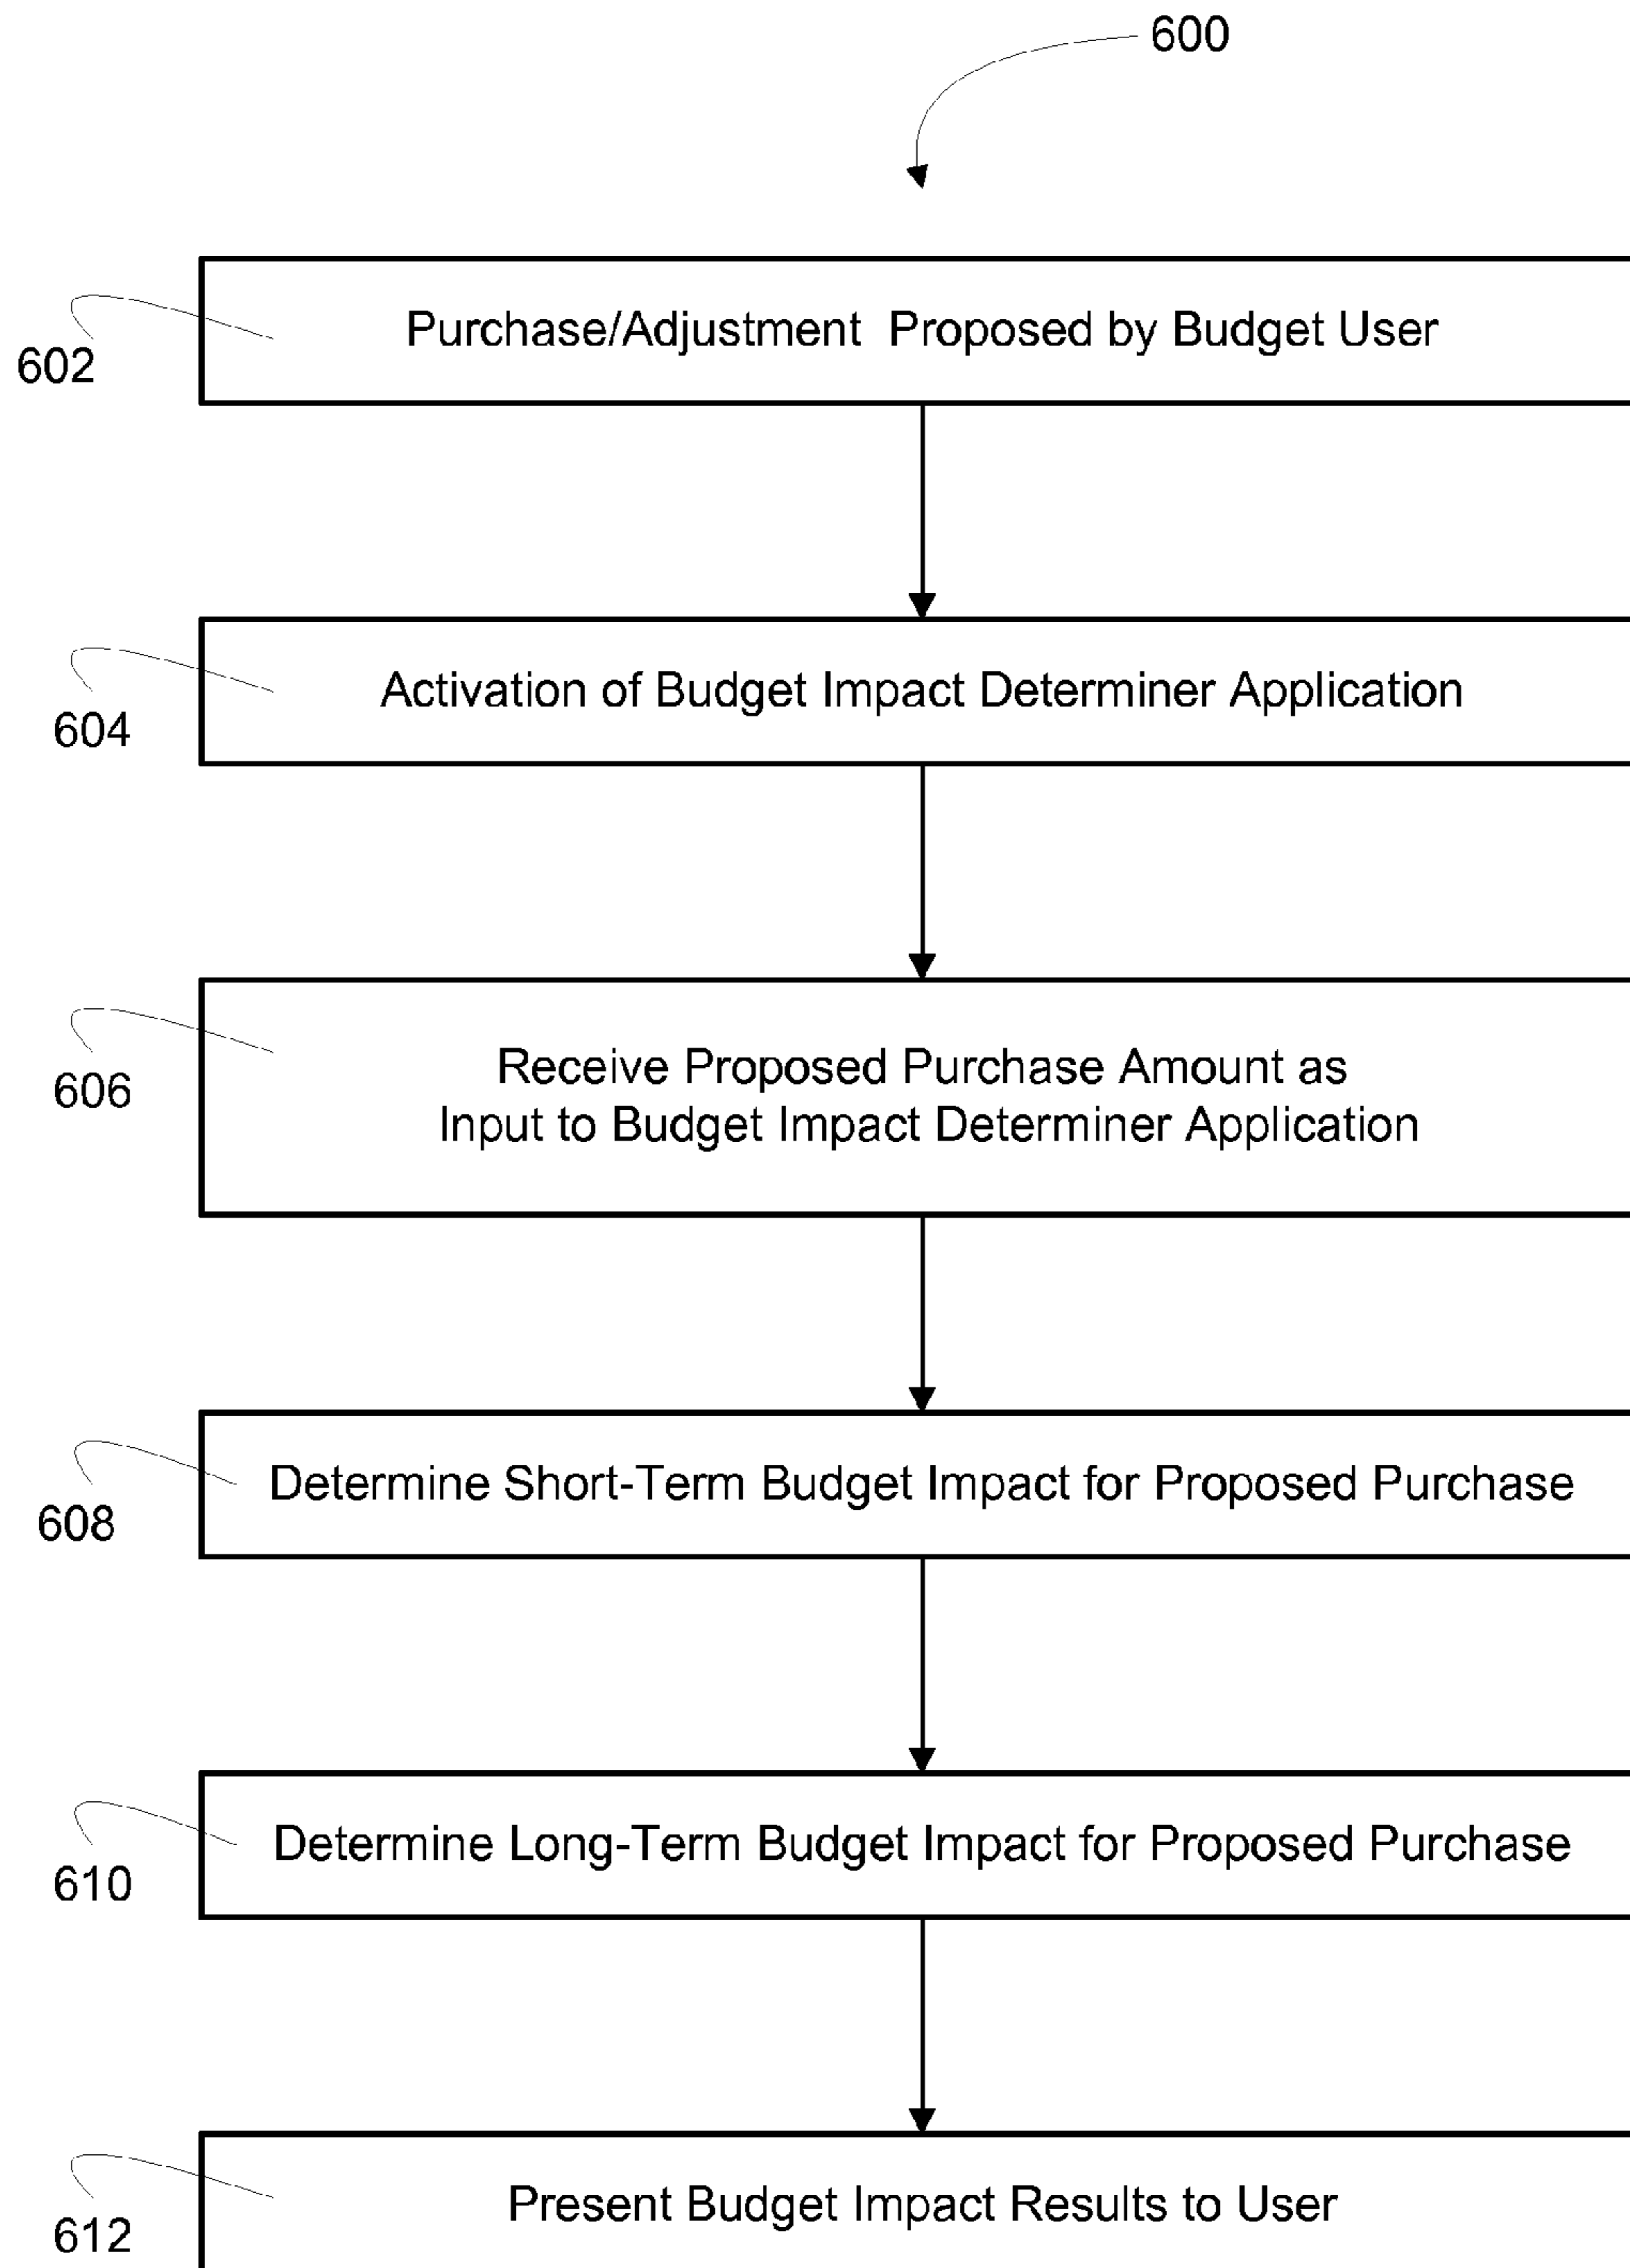 600
Purchase/Adjustment Proposed by Budget User
602
Activation of Budget Impact Determiner Application
604
Receive Proposed Purchase Amount as
Input to Budget Impact Determiner Application
606
Determine Short-Term Budget Impact for Proposed Purchase
608
Determine Long-Term Budget Impact for Proposed Purchase
610
Present Budget Impact Results to User
612